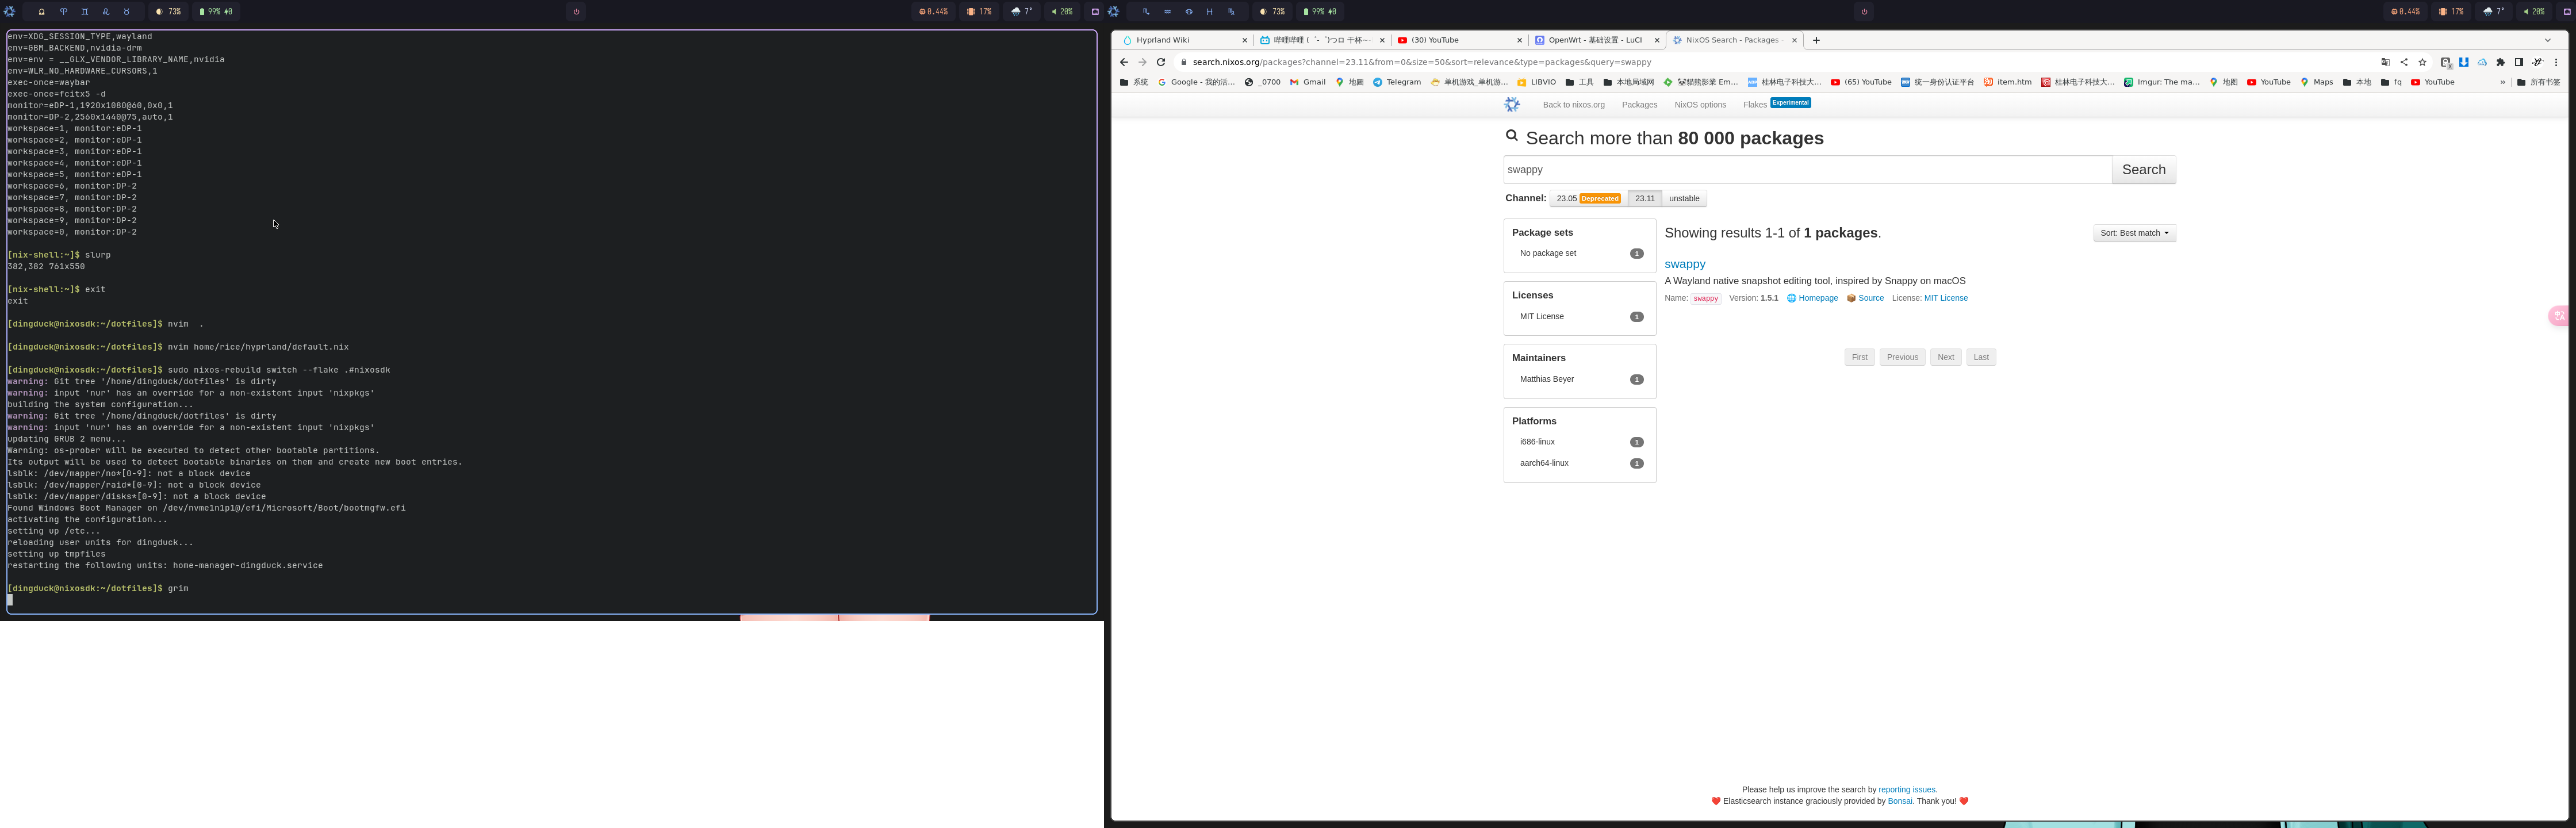 73%
99%
0.44%
17%
7°
20%
73%
99%
0.44%
17%
7°
20%
env=XDG_SESSION_TYPE,wayland
env=GBM_BACKEND,nvidia-drm
env=env = __GLX_VENDOR_LIBRARY_NAME,nvidia
env=WLR_NO_HARDWARE_CURSORS,1
exec-once=waybar
exec-once=fcitx5 -d
monitor=eDP-1,1920x1080@60,0x0,1
monitor=DP-2,2560x1440@75,auto,1
workspace=1, monitor:eDP-1
workspace=2, monitor:eDP-1
workspace=3, monitor:eDP-1
workspace=4, monitor:eDP-1
workspace=5, monitor:eDP-1
workspace=6, monitor:DP-2
workspace=7, monitor:DP-2
workspace=8, monitor:DP-2
workspace=9, monitor:DP-2
workspace=0, monitor:DP-2
[nix-shell:~]$ slurp
382,382 761x550
[nix-shell:~]$ exit
exit
[dingduck@nixosdk:~/dotfiles]$ nvim  .
[dingduck@nixosdk:~/dotfiles]$ nvim home/rice/hyprland/default.nix
[dingduck@nixosdk:~/dotfiles]$ sudo nixos-rebuild switch --flake .#nixosdk
warning: Git tree '/home/dingduck/dotfiles' is dirty
warning: input 'nur' has an override for a non-existent input 'nixpkgs'
building the system configuration...
warning: Git tree '/home/dingduck/dotfiles' is dirty
warning: input 'nur' has an override for a non-existent input 'nixpkgs'
updating GRUB 2 menu...
Warning: os-prober will be executed to detect other bootable partitions.
Its output will be used to detect bootable binaries on them and create new boot entries.
lsblk: /dev/mapper/no*[0-9]: not a block device
lsblk: /dev/mapper/raid*[0-9]: not a block device
lsblk: /dev/mapper/disks*[0-9]: not a block device
Found Windows Boot Manager on /dev/nvme1n1p1@/efi/Microsoft/Boot/bootmgfw.efi
activating the configuration...
setting up /etc...
reloading user units for dingduck...
setting up tmpfiles
restarting the following units: home-manager-dingduck.service
[dingduck@nixosdk:~/dotfiles]$ grim
Hyprland Wiki
哔哩哔哩 (゜-゜)つロ 干杯~-
(30) YouTube
OpenWrt - 基础设置 - LuCI
NixOS Search - Packages -
search.nixos.org/packages?channel=23.11&from=0&size=50&sort=relevance&type=packages&query=swappy
系统
Google - 我的活...
_0700
Gmail
地圖
Telegram
单机游戏_单机游...
LIBVIO
工具
本地局域网
貓熊影業 Em...
桂林电子科技大...
(65) YouTube
统一身份认证平台
item.htm
桂林电子科技大...
Imgur: The ma...
地图
YouTube
Maps
本地
fq
YouTube
»
所有书签
Back to nixos.org
Packages
NixOS options
Flakes Experimental
Search more than 80 000 packages
swappy
Search
Channel: 23.05 Deprecated 23.11 unstable
Package sets
No package set 1
Licenses
MIT License 1
Maintainers
Matthias Beyer 1
Platforms
i686-linux 1
aarch64-linux 1
Showing results 1-1 of 1 packages.
Sort: Best match
swappy
A Wayland native snapshot editing tool, inspired by Snappy on macOS
Name: swappy Version: 1.5.1 Homepage Source License: MIT License
First Previous Next Last
Please help us improve the search by reporting issues.
❤️ Elasticsearch instance graciously provided by Bonsai. Thank you! ❤️